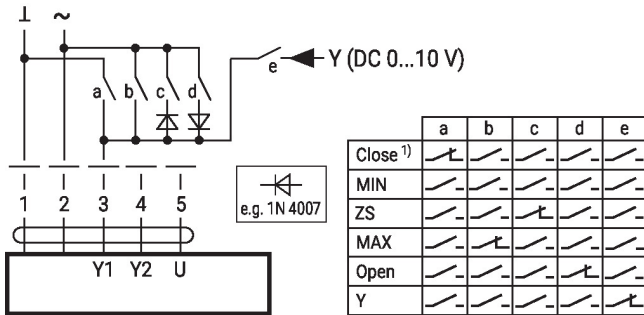 ⊥ ~
e Y (DC 0...10 V)
a b c d
1 2 3 4 5
e.g. 1N 4007
Y1 Y2 U
a b c d e
Close 1)
MIN
ZS
MAX
Open
Y